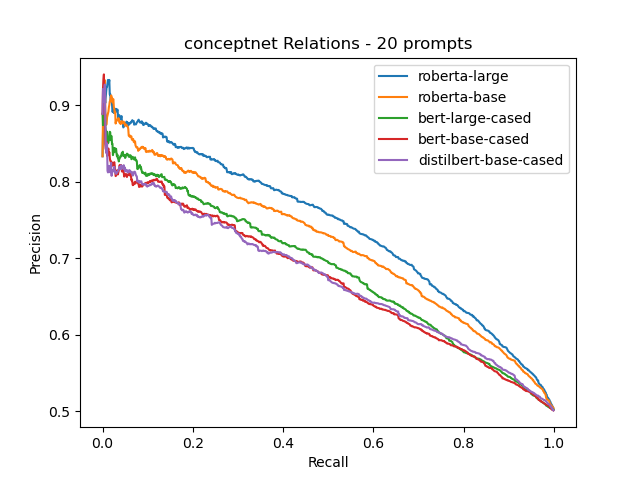 conceptnet Relations - 20 prompts
roberta-large
roberta-base
bert-large-cased
bert-base-cased
distilbert-base-cased
Precision
0.9
0.8
0.7
0.6
0.5
0.0 0.2 0.4 0.6 0.8 1.0
Recall